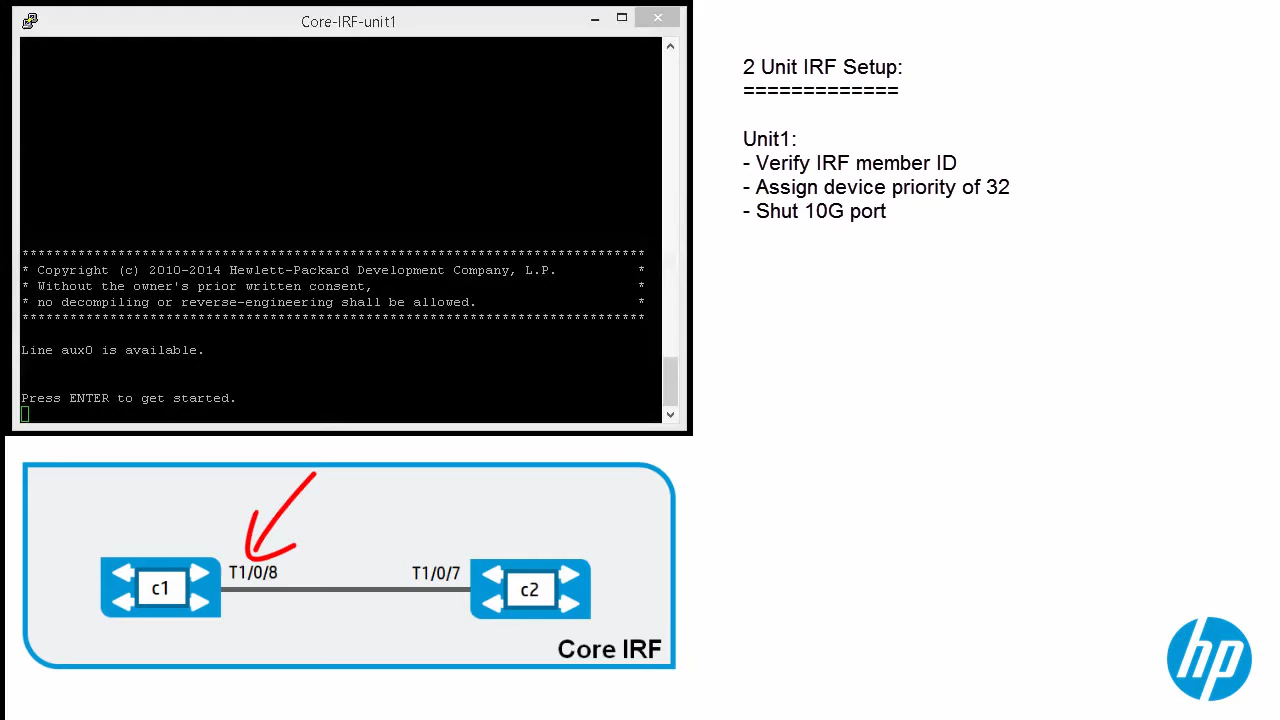 Core-IRF-unit1
*******************************************************************************
* Copyright (c) 2010-2014 Hewlett-Packard Development Company, L.P. *
* Without the owner's prior written consent, *
* no decompiling or reverse-engineering shall be allowed. *
*******************************************************************************
Line aux0 is available.
Press ENTER to get started.
2 Unit IRF Setup:
=============
Unit1:
- Verify IRF member ID
- Assign device priority of 32
- Shut 10G port
T1/0/8
T1/0/7
c1
c2
Core IRF
hp